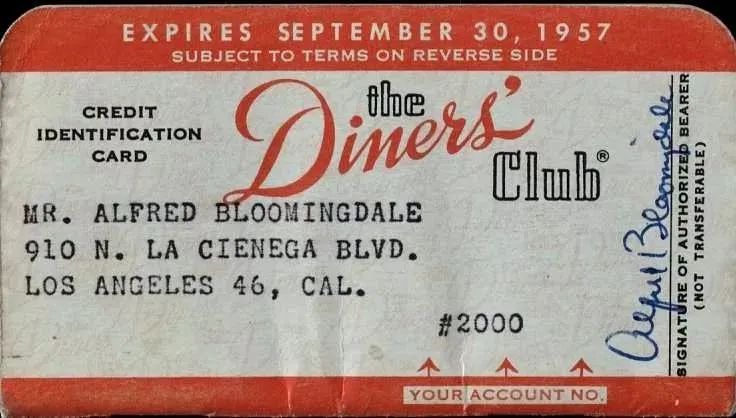 EXPIRES SEPTEMBER 30, 1957
SUBJECT TO TERMS ON REVERSE SIDE
CREDIT
IDENTIFICATION
CARD
the
Diners'
Club®
MR. ALFRED BLOOMINGDALE
910 N. LA CIENEGA BLVD.
LOS ANGELES 46, CAL.
#2000
YOUR ACCOUNT NO.
Alfred Bloomingdale
SIGNATURE OF AUTHORIZED BEARER
(NOT TRANSFERABLE)